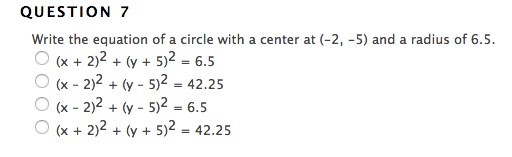 QUESTION 7
Write the equation of a circle with a center at (-2, -5) and a radius of 6.5.
(x + 2)2 + (y + 5)2 = 6.5
(x - 2)2 + (y - 5)2 = 42.25
(x - 2)2 + (y - 5)2 = 6.5
(x + 2)2 + (y + 5)2 = 42.25